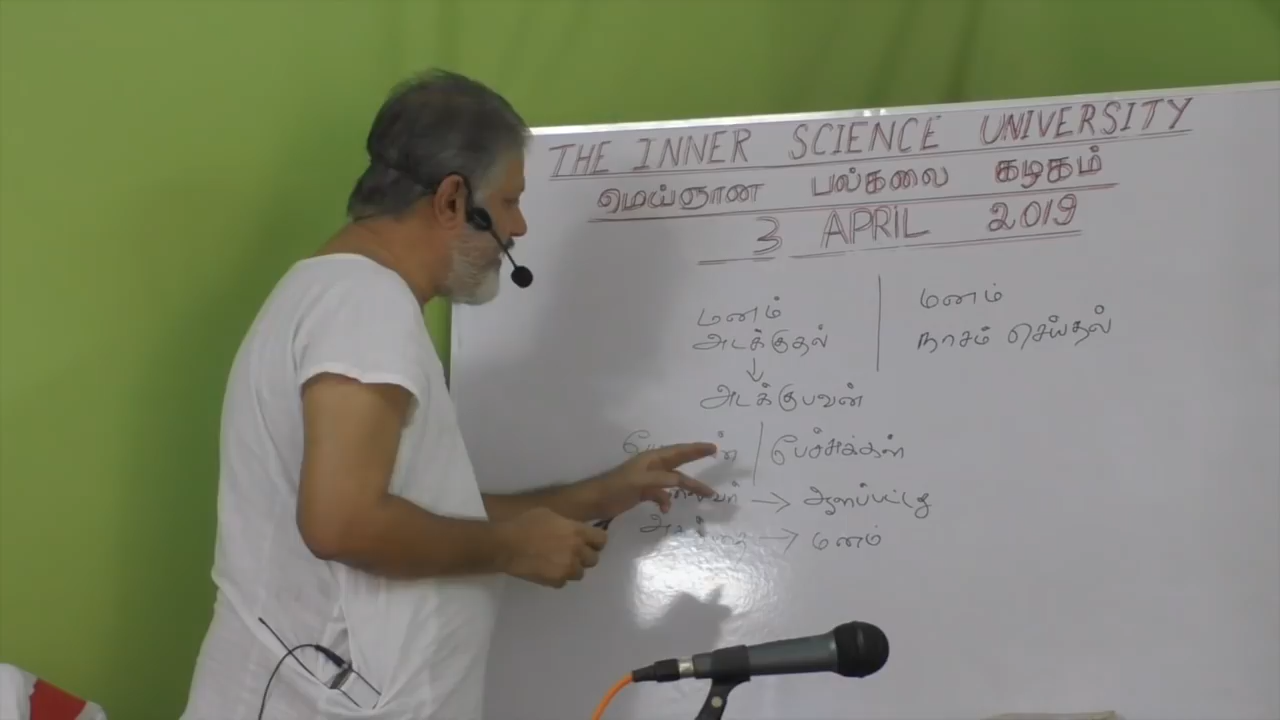 THE INNER SCIENCE UNIVERSITY
மெய்ஞான பல்கலை கழகம்
3 APRIL 2019
மனம்
அடக்குதல்
↓
அடக்குபவன்
பேச்சுக்கள்
→ ஆளப்பட்டது
→ மனம்
மனம்
நாசம் செய்தல்